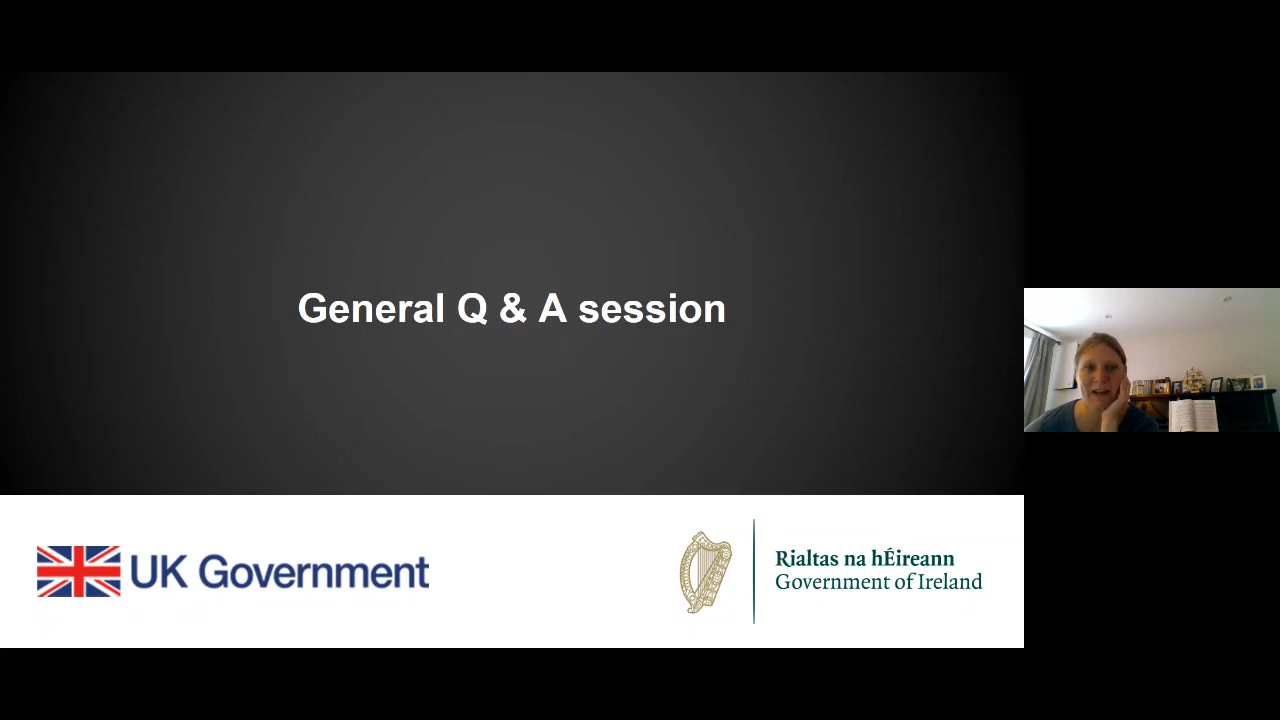 General Q & A session
UK Government
Rialtas na hÉireann
Government of Ireland